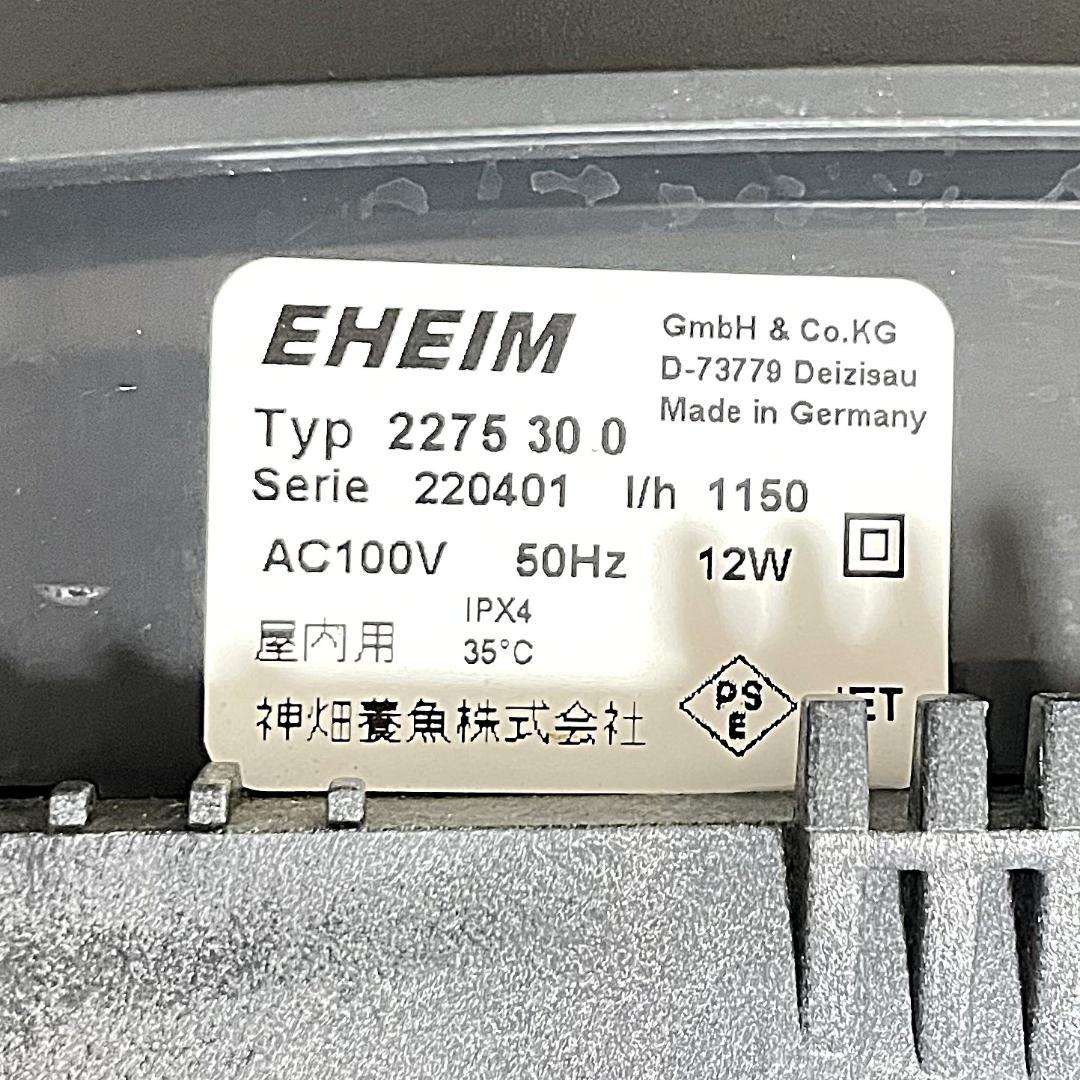 EHEIM
GmbH & Co.KG
D-73779 Deizisau
Made in Germany
Typ 2275 30 0
Serie 220401 l/h 1150
AC100V 50Hz 12W
IPX4
屋内用 35°C
神畑養魚株式会社
PS
E